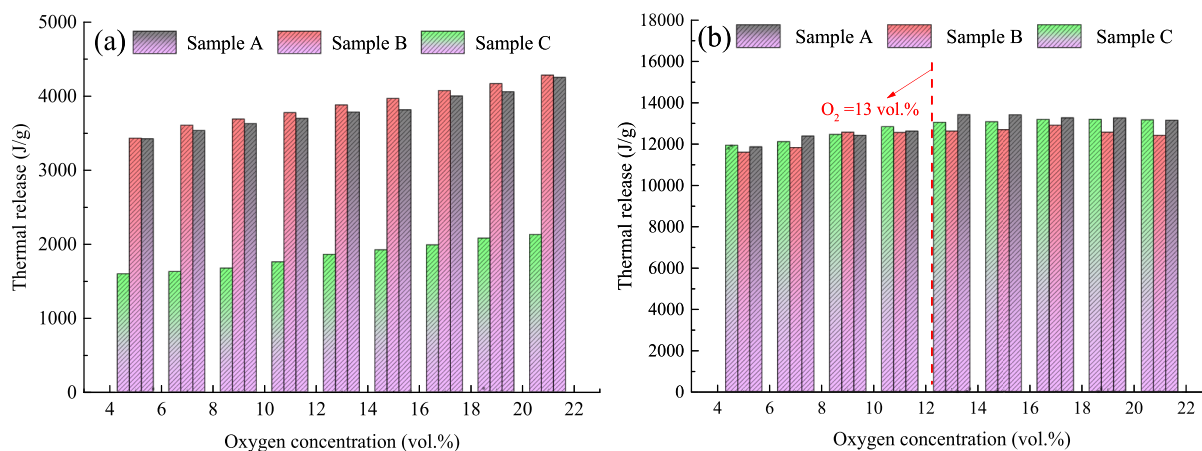 (a)
Sample A
Sample B
Sample C
5000
4000
3000
2000
1000
0
Thermal release (J/g)
4 6 8 10 12 14 16 18 20 22
Oxygen concentration (vol.%)
(b)
Sample A
Sample B
Sample C
O2 =13 vol.%
18000
16000
14000
12000
10000
8000
6000
4000
2000
0
Thermal release (J/g)
4 6 8 10 12 14 16 18 20 22
Oxygen concentration (vol.%)